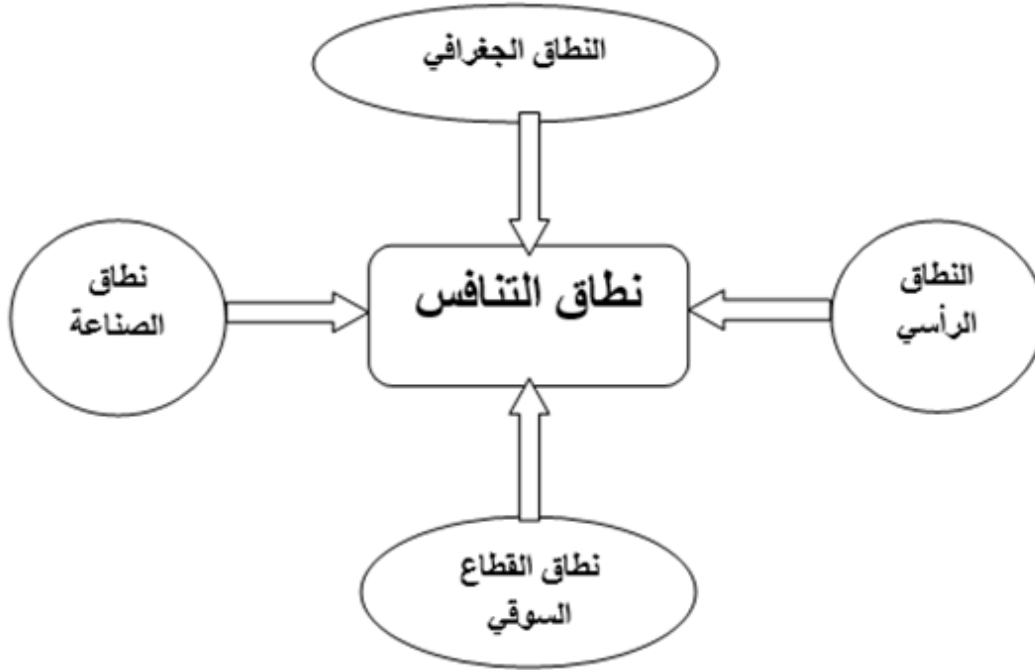 النطاق الجغرافي
النطاق
الرأسي
نطاق التنافس
نطاق
الصناعة
نطاق القطاع
السوقي